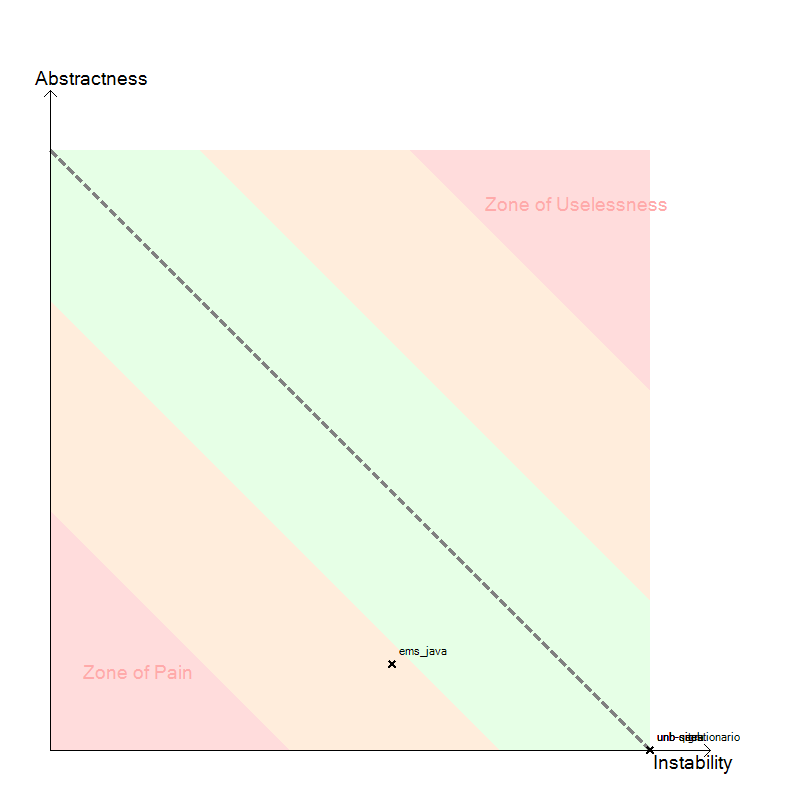 Abstractness
Zone of Uselessness
ems_java
Zone of Pain
Instability